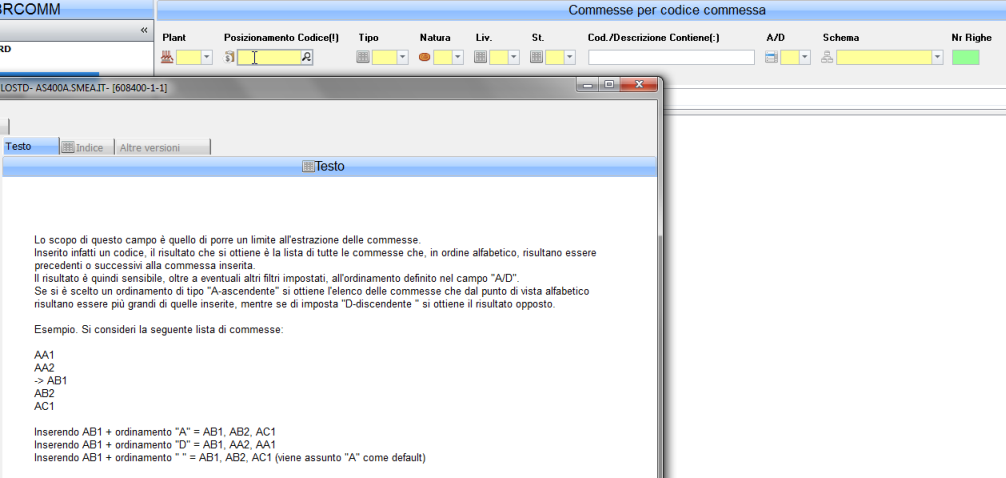 BRCOMM
Commesse per codice commessa
«
Plant Posizionamento Codice(!) Tipo Natura Liv. St. Cod./Descrizione Contiene(:) A/D Schema Nr Righe
RD
LOSTD- AS400A.SMEA.IT- [608400-1-1]
Testo Indice Altre versioni
Testo
Lo scopo di questo campo è quello di porre un limite all'estrazione delle commesse.
Inserito infatti un codice, il risultato che si ottiene è la lista di tutte le commesse che, in ordine alfabetico, risultano essere
precedenti o successivi alla commessa inserita.
Il risultato è quindi sensibile, oltre a eventuali altri filtri impostati, all'ordinamento definito nel campo "A/D".
Se si è scelto un ordinamento di tipo "A-ascendente" si ottiene l'elenco delle commesse che dal punto di vista alfabetico
risultano essere più grandi di quelle inserite, mentre se di imposta "D-discendente " si ottiene il risultato opposto.
Esempio. Si consideri la seguente lista di commesse:
AA1
AA2
-> AB1
AB2
AC1
Inserendo AB1 + ordinamento "A" = AB1, AB2, AC1
Inserendo AB1 + ordinamento "D" = AB1, AA2, AA1
Inserendo AB1 + ordinamento " " = AB1, AB2, AC1 (viene assunto "A" come default)